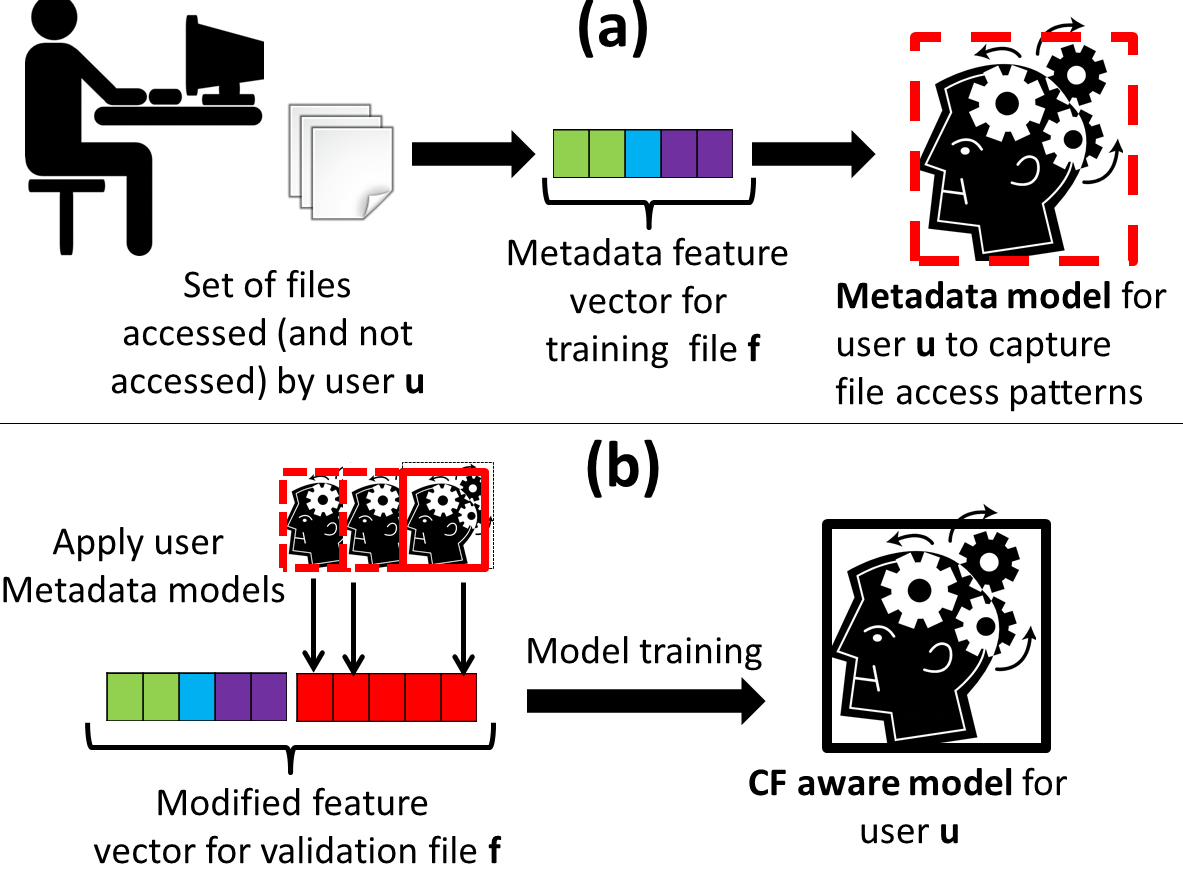 (a)
Set of files
accessed (and not
accessed) by user u
Metadata feature
vector for
training file f
Metadata model for
user u to capture
file access patterns
(b)
Apply user
Metadata models
Model training
Modified feature
vector for validation file f
CF aware model for
user u